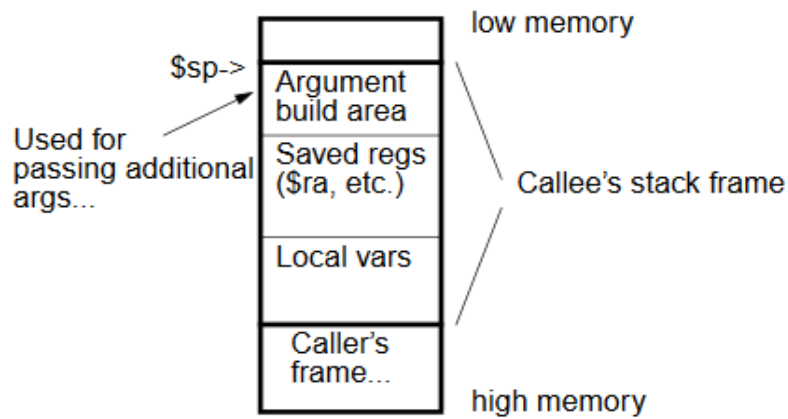 low memory
$sp->
Argument
build area
Used for
passing additional
args...
Saved regs
($ra, etc.)
Callee’s stack frame
Local vars
Caller’s
frame...
high memory